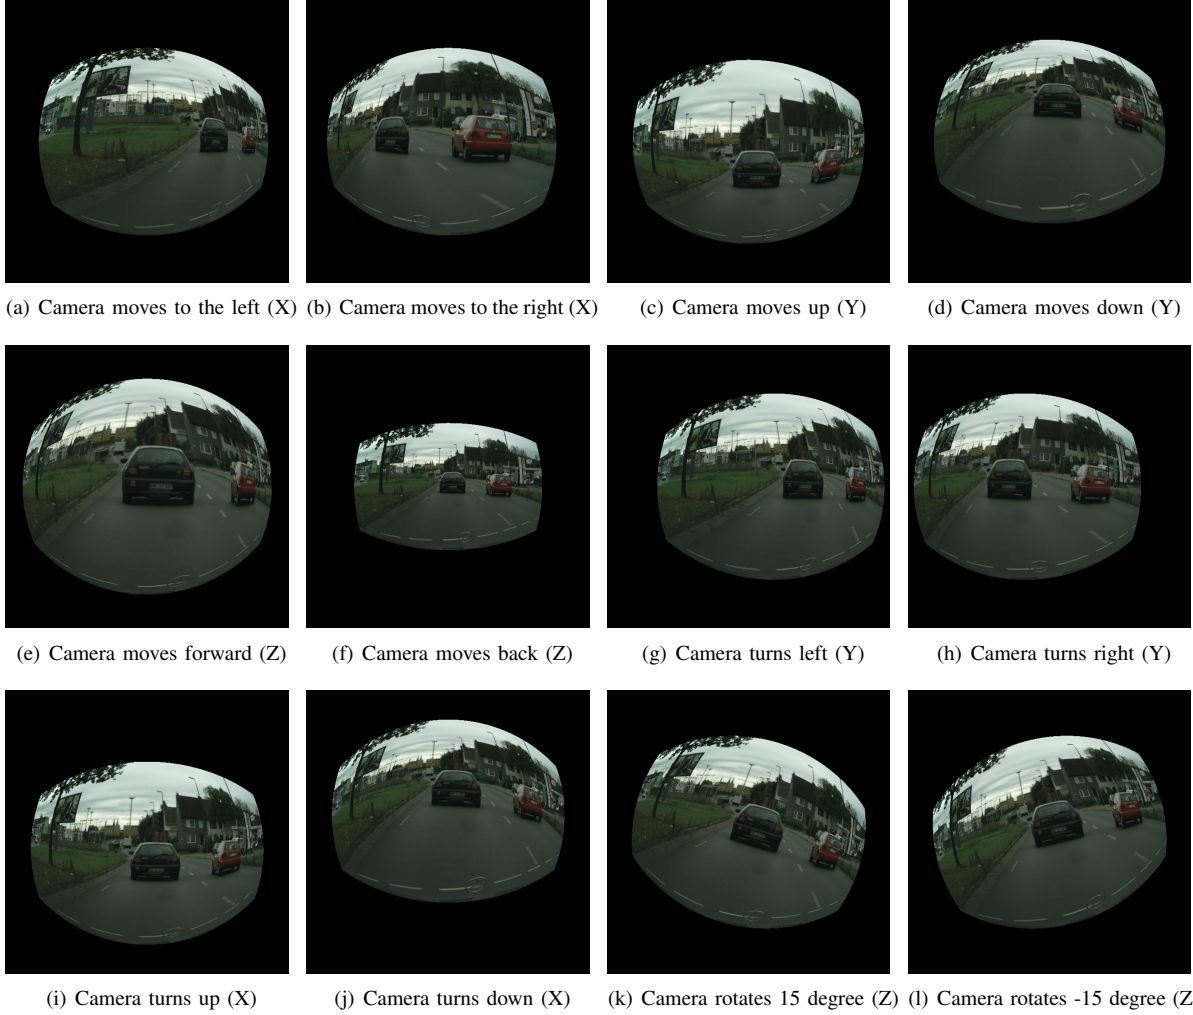 (a) Camera moves to the left (X) (b) Camera moves to the right (X) (c) Camera moves up (Y) (d) Camera moves down (Y)
(e) Camera moves forward (Z) (f) Camera moves back (Z) (g) Camera turns left (Y) (h) Camera turns right (Y)
(i) Camera turns up (X) (j) Camera turns down (X) (k) Camera rotates 15 degree (Z) (l) Camera rotates -15 degree (Z